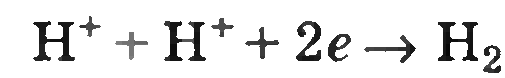 H⁺ + H⁺ + 2e → H₂